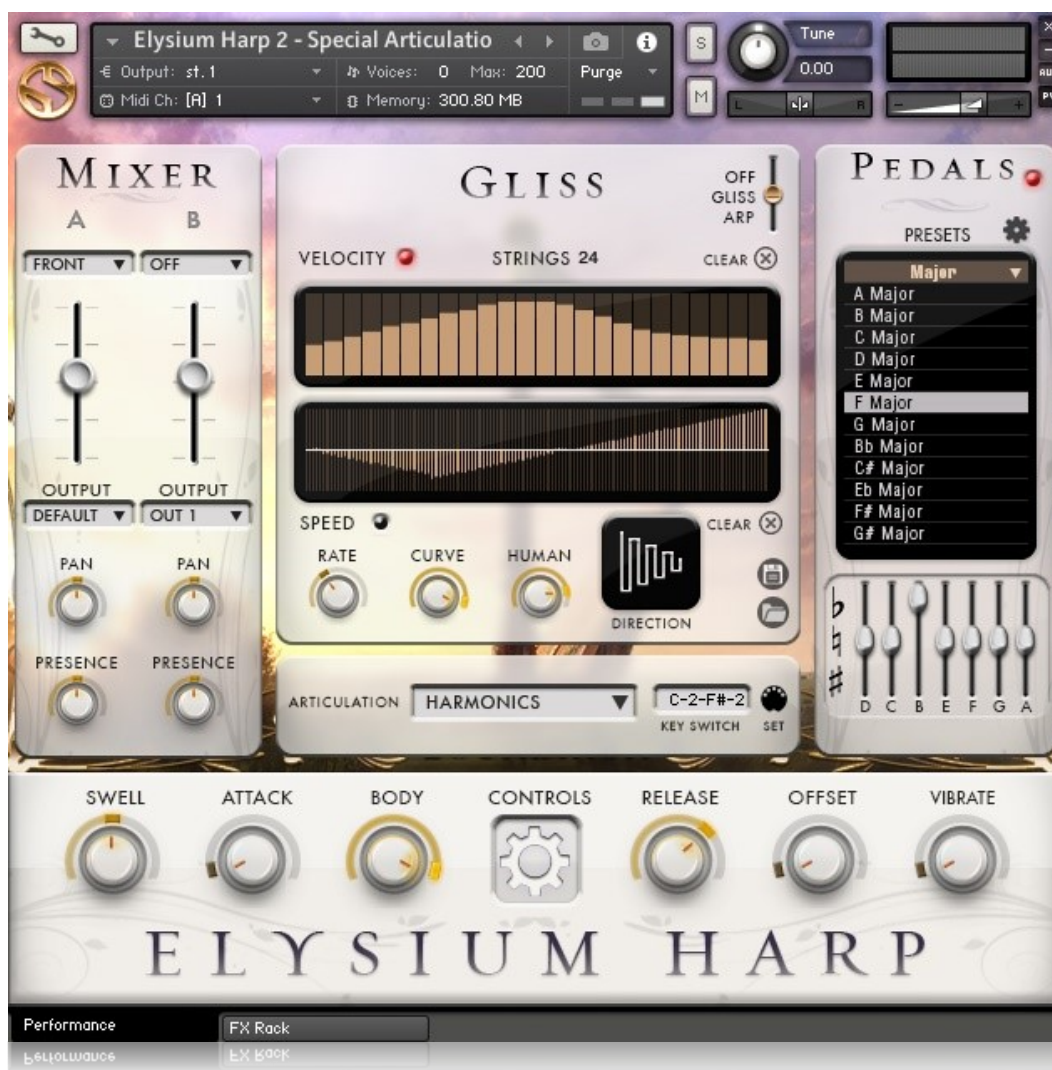 Elysium Harp 2 - Special Articulatio
Output: st.1
Voices: 0 Max: 200
Purge
Midi Ch: [A] 1
Memory: 300.80 MB
S
M
Tune
0.00
L
R
AU
PV
MIXER
A B
FRONT OFF
OUTPUT OUTPUT
DEFAULT OUT 1
PAN PAN
PRESENCE PRESENCE
GLISS
OFF
GLISS
ARP
VELOCITY STRINGS 24 CLEAR
SPEED CLEAR
RATE CURVE HUMAN
DIRECTION
ARTICULATION HARMONICS C-2-F#-2
KEY SWITCH SET
PEDALS
PRESETS
Major
A Major
B Major
C Major
D Major
E Major
F Major
G Major
Bb Major
C# Major
Eb Major
F# Major
G# Major
♭
♮
♯
D C B E F G A
SWELL ATTACK BODY CONTROLS RELEASE OFFSET VIBRATE
ELYSIUM HARP
Performance FX Rack